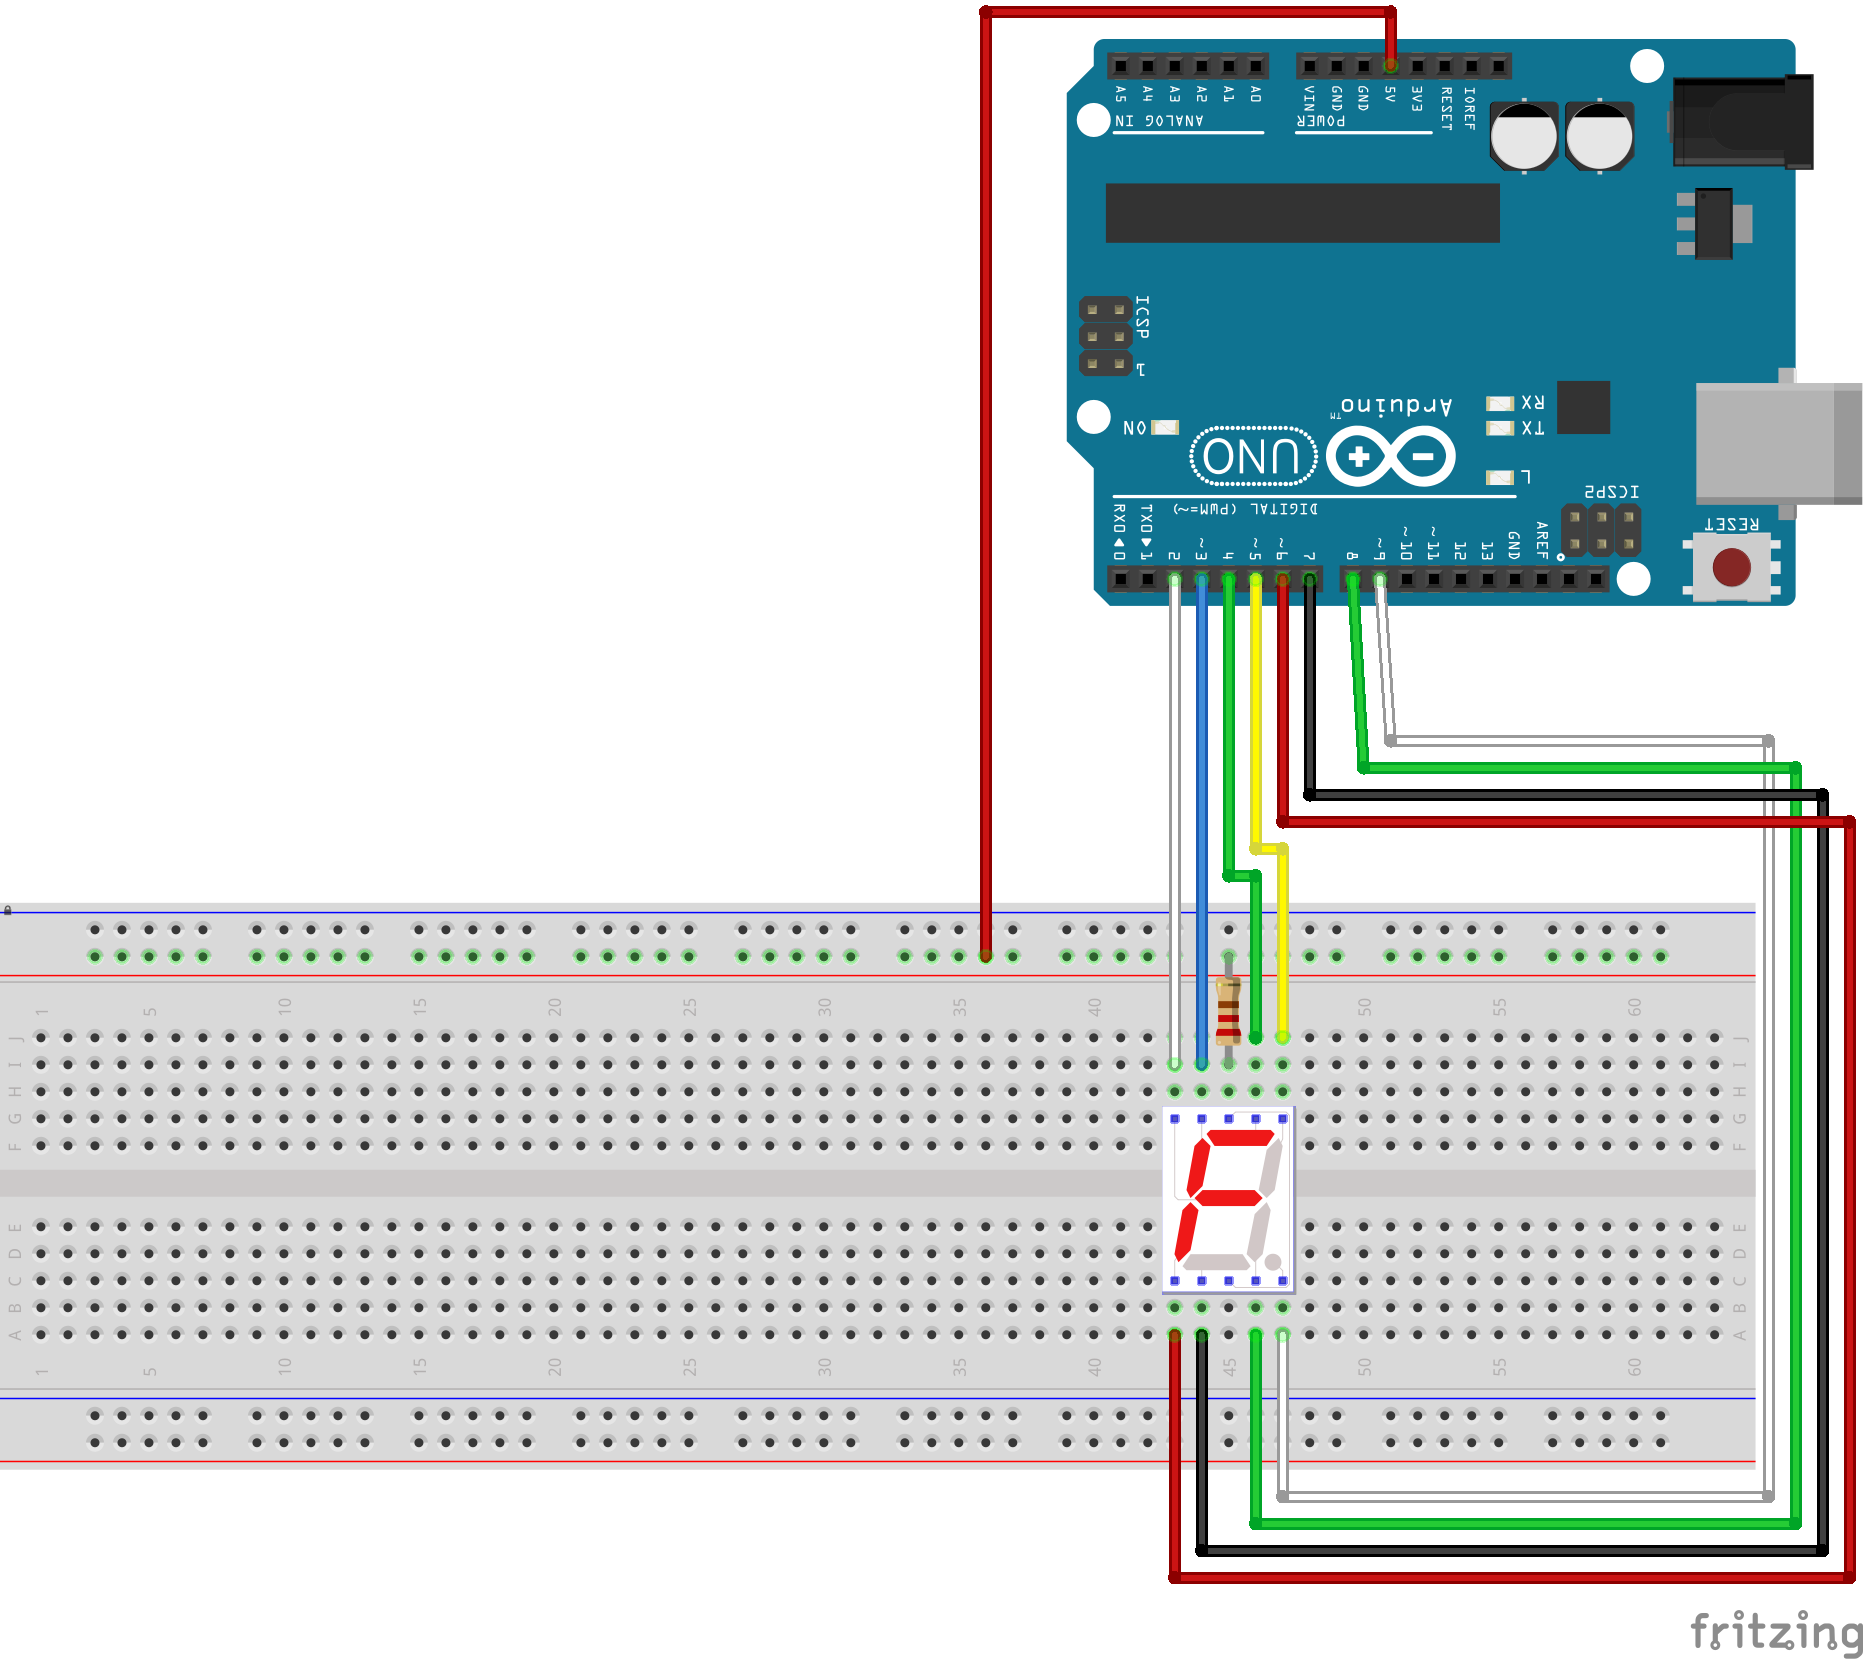 A5 A4 A3 A2 A1 A0 VIN GND GND 5V 3V3 RESET IOREF
ANALOG IN POWER
ICSP
1
Arduino™
RX
TX
ON
UNO
L
ICSP2
DIGITAL (PWM=~)
RESET
RX0 0 TX0 1 2 ~3 4 ~5 ~6 7 8 ~9 ~10 ~11 12 13 GND AREF
1 5 10 15 20 25 30 35 40 50 55 60
J J
I I
H H
G G
F F
E E
D D
C C
B B
A A
1 5 10 15 20 25 30 35 40 45 50 55 60
fritzing